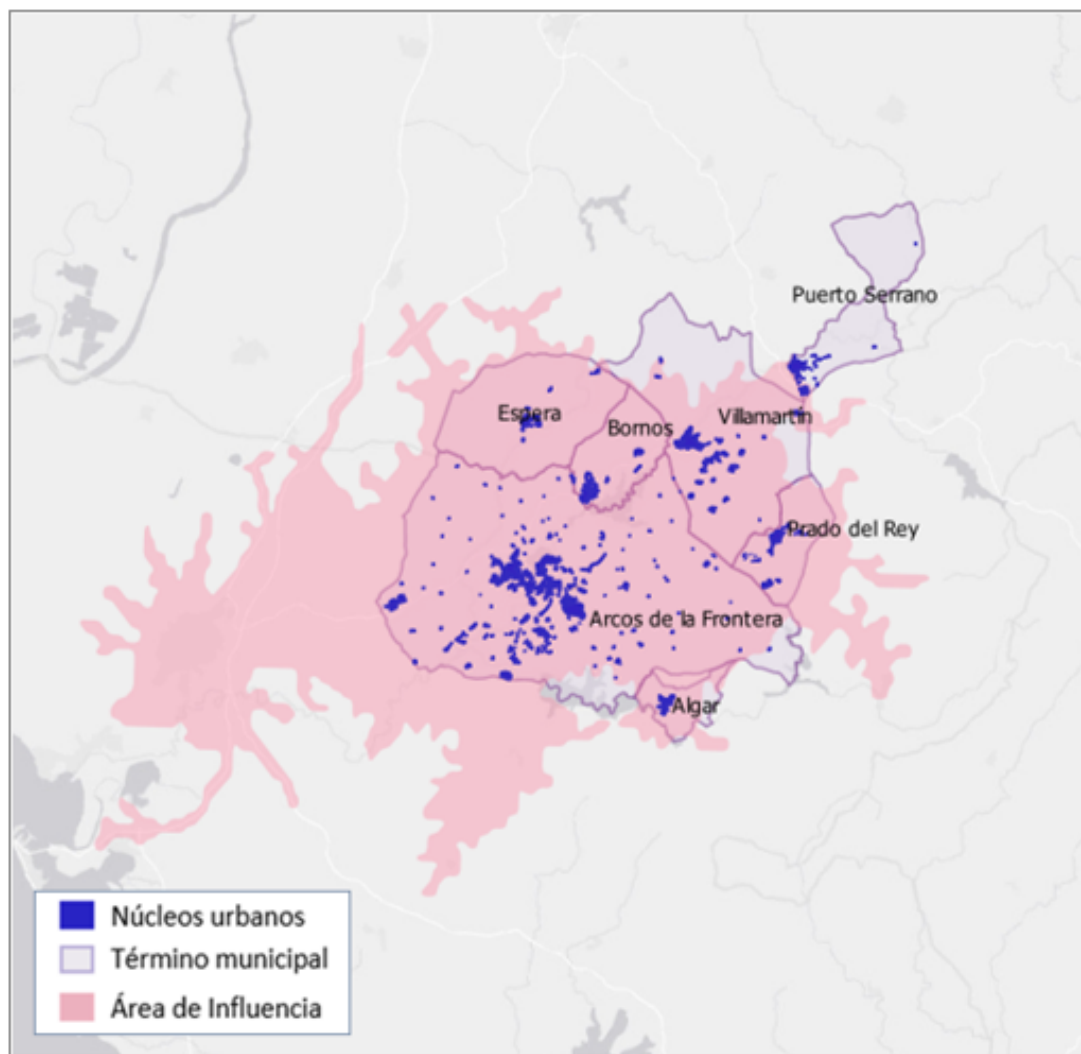 Puerto Serrano
Espera
Bornos
Villamartín
Prado del Rey
Arcos de la Frontera
Algar
Núcleos urbanos
Término municipal
Área de Influencia